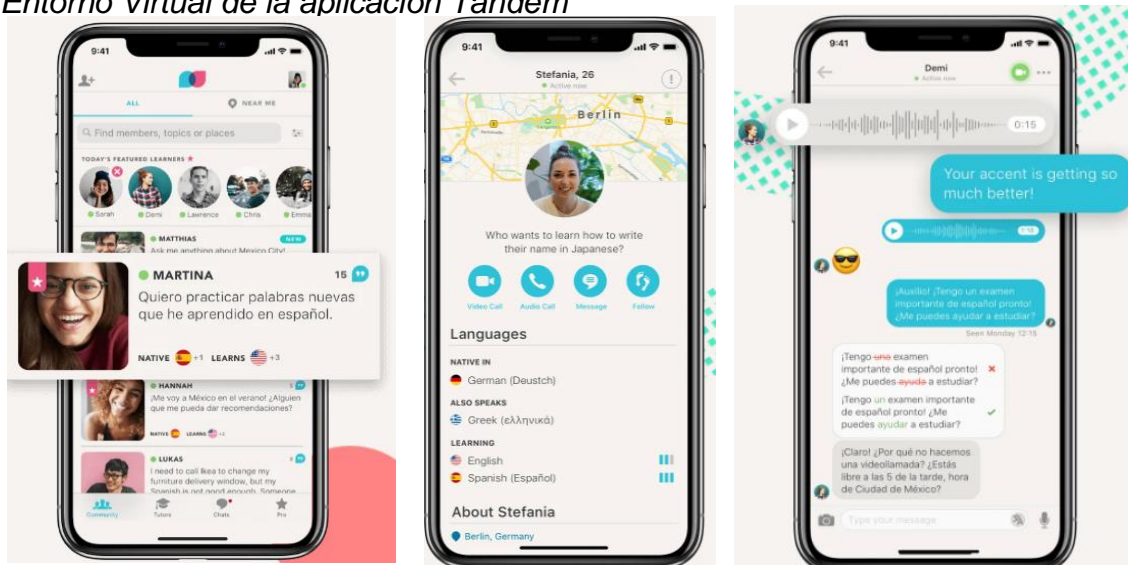 Entorno Virtual de la aplicación Tandem
9:41
ALL
NEAR ME
Find members, topics or places
TODAY'S FEATURED LEARNERS
Sarah Demi Lawrence Chris Emma
MATTHIAS NEW
Ask me anything about Mexico City!
MARTINA 15
Quiero practicar palabras nuevas
que he aprendido en español.
NATIVE +1 LEARNS +3
HANNAH
¡Me voy a México en el verano! ¿Alguien
que me pueda dar recomendaciones?
NATIVE LEARNS
LUKAS
I need to call Ikea to change my
furniture delivery window, but my
Spanish is not good enough. Someone
Community Tutors Chats Pro
9:41
Stefania, 26
Active now
Berlin
Who wants to learn how to write
their name in Japanese?
Video Call Audio Call Message Follow
Languages
NATIVE IN
German (Deustch)
ALSO SPEAKS
Greek (ελληνικά)
LEARNING
English
Spanish (Español)
About Stefania
Berlin, Germany
9:41
Demi
Active now
0:15
Your accent is getting so
much better!
¡Auxilio! ¡Tengo un examen
importante de español pronto!
¿Me puedes ayudar a estudiar?
Seen Monday 12:15
¡Tengo una examen
importante de español pronto!
¿Me puedes ayuda a estudiar?
¡Tengo un examen importante
de español pronto! ¿Me
puedes ayudar a estudiar?
¡Claro! ¿Por qué no hacemos
una videollamada? ¿Estás
libre a las 5 de la tarde, hora
de Ciudad de México?
Type your message